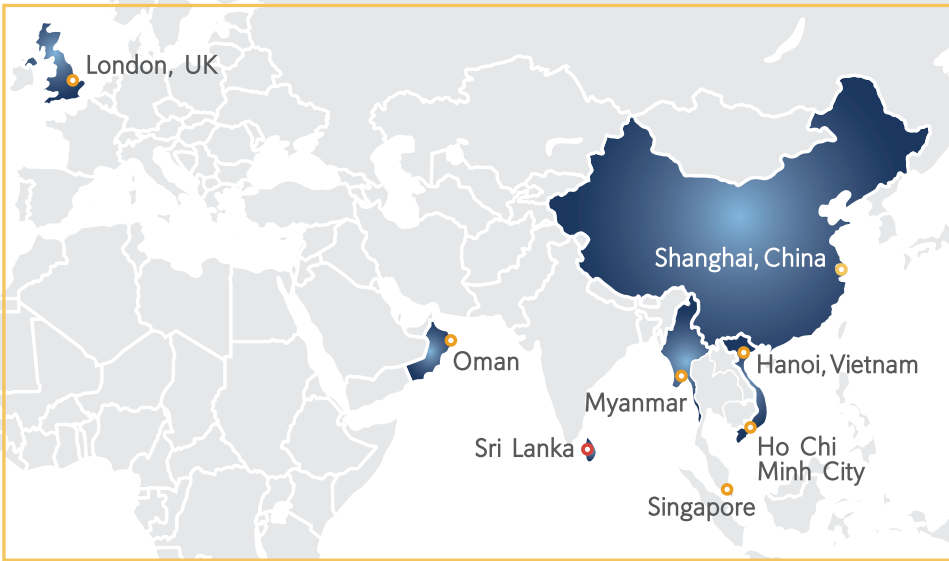 London, UK
Shanghai, China
Oman
Hanoi, Vietnam
Myanmar
Sri Lanka
Ho Chi
Minh City
Singapore